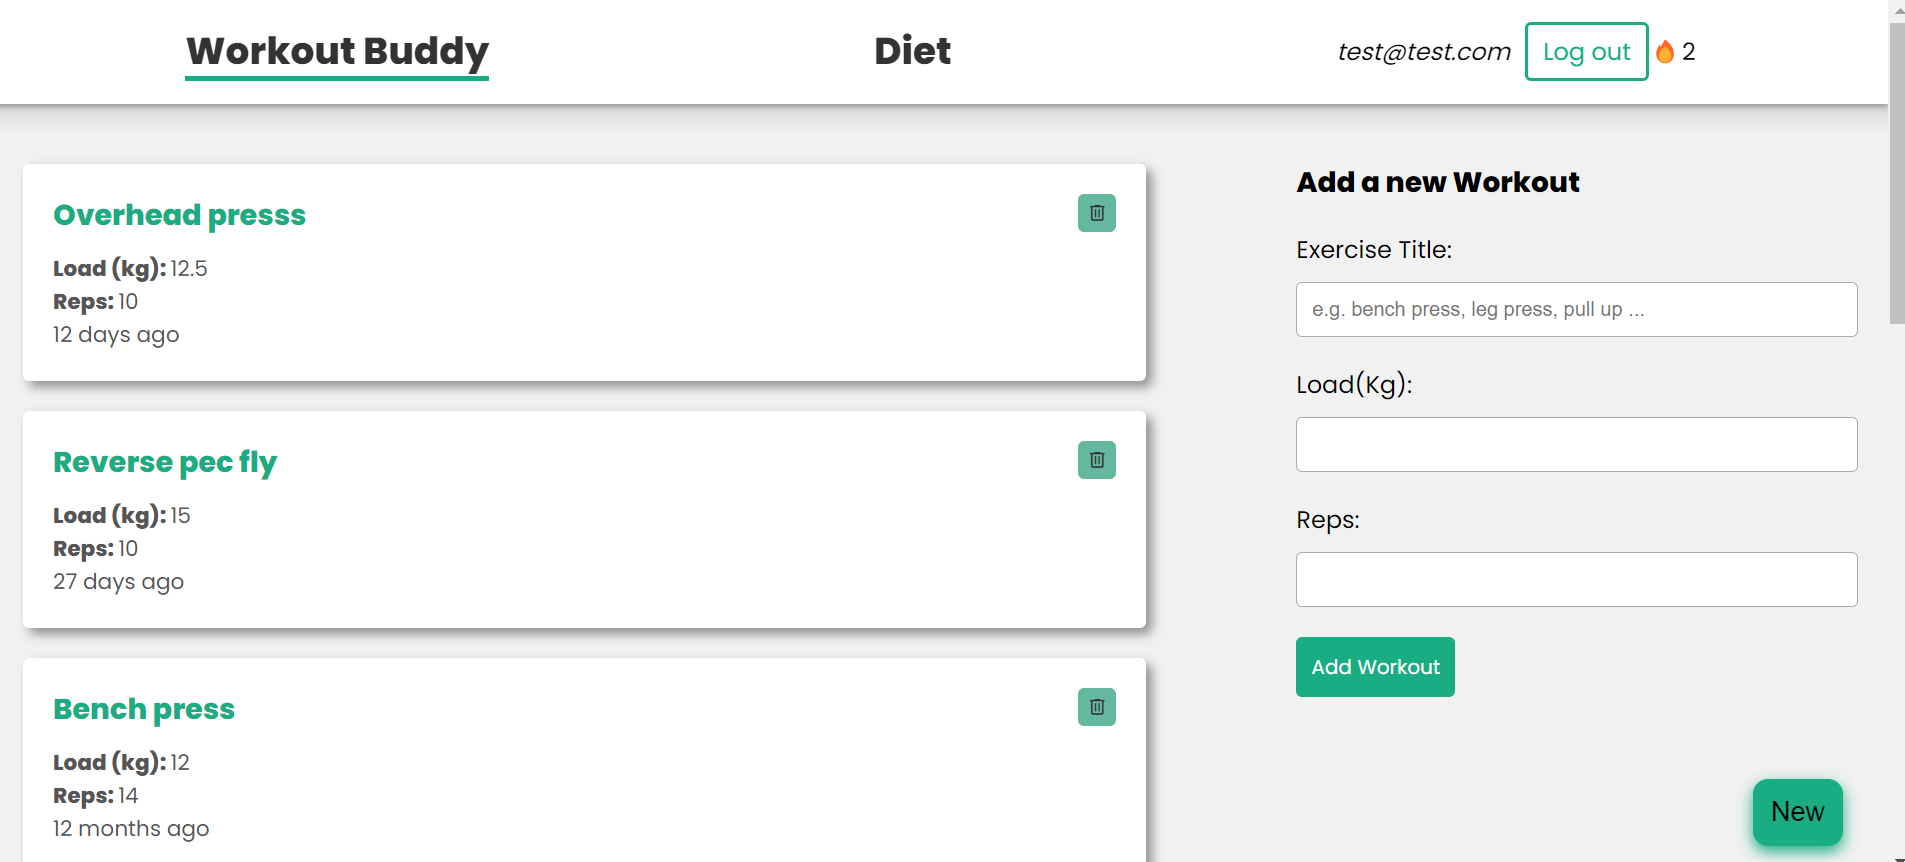 Workout Buddy
Diet
test@test.com
Log out
2
Overhead presss
Load (kg): 12.5
Reps: 10
12 days ago
Reverse pec fly
Load (kg): 15
Reps: 10
27 days ago
Bench press
Load (kg): 12
Reps: 14
12 months ago
Add a new Workout
Exercise Title:
e.g. bench press, leg press, pull up ...
Load(Kg):
Reps:
Add Workout
New